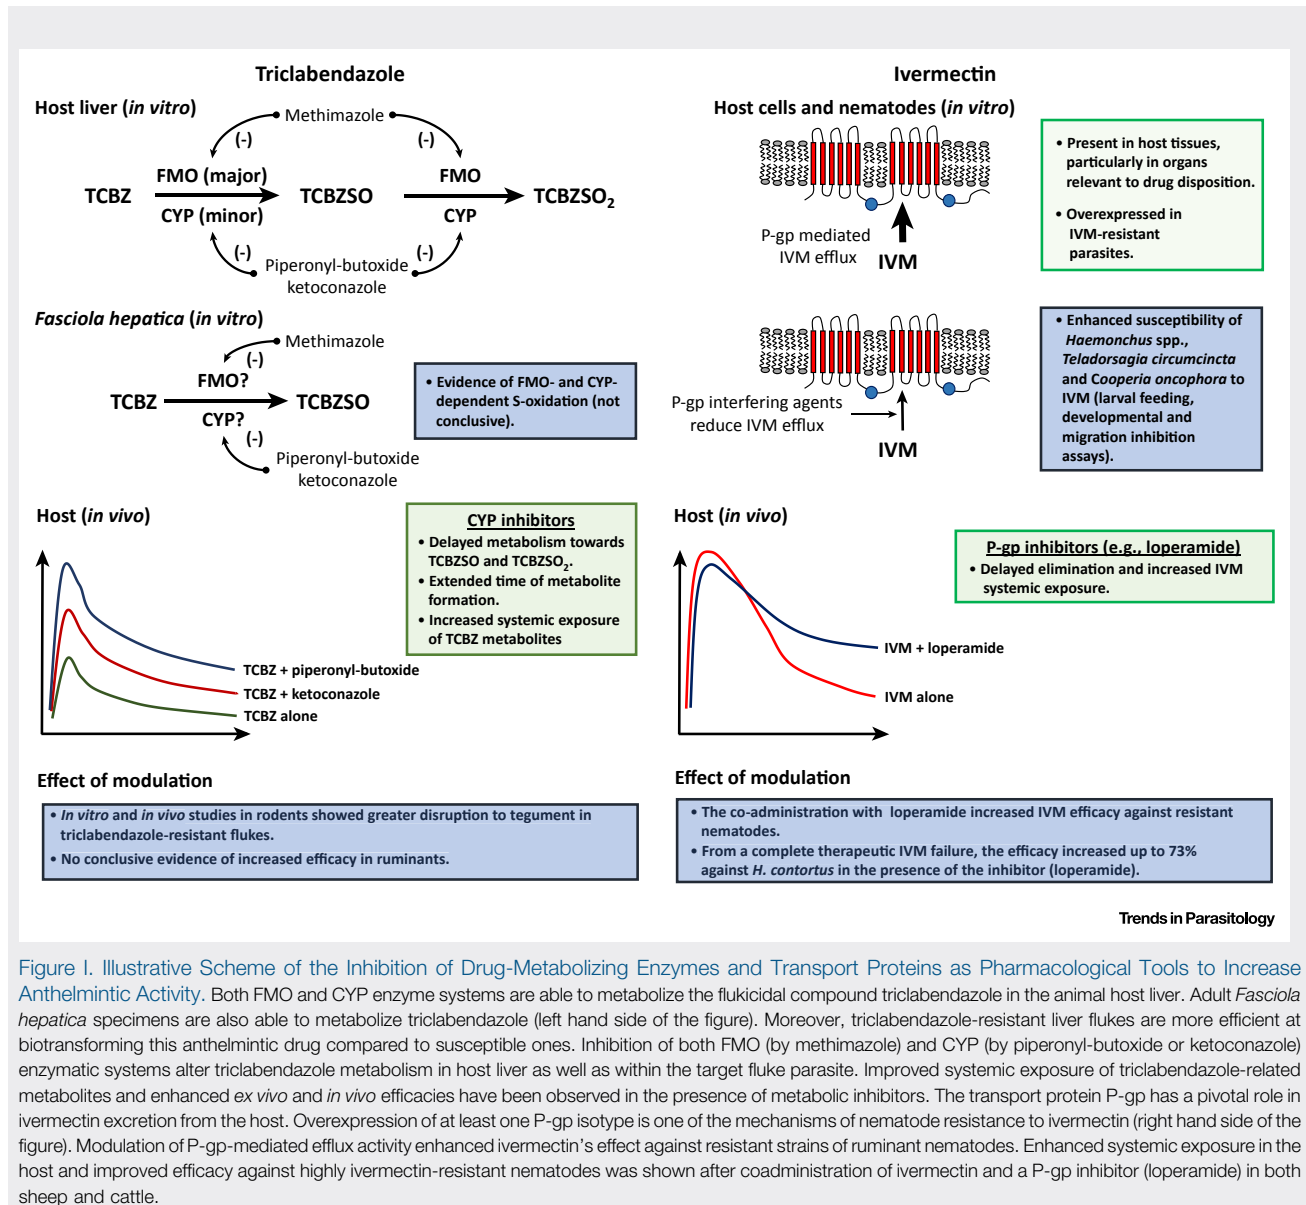 Triclabendazole
Host liver (in vitro)
Methimazole
(-)
(-)
FMO (major)
FMO
TCBZ
TCBZSO
TCBZSO2
CYP (minor)
CYP
(-)
(-)
Piperonyl-butoxide
ketoconazole
Fasciola hepatica (in vitro)
Methimazole
(-)
FMO?
TCBZ
TCBZSO
CYP?
(-)
Piperonyl-butoxide
ketoconazole
• Evidence of FMO- and CYP-
dependent S-oxidation (not
conclusive).
Host (in vivo)
CYP inhibitors
• Delayed metabolism towards
TCBZSO and TCBZSO2.
• Extended time of metabolite
formation.
• Increased systemic exposure
of TCBZ metabolites
TCBZ + piperonyl-butoxide
TCBZ + ketoconazole
TCBZ alone
Effect of modulation
• In vitro and in vivo studies in rodents showed greater disruption to tegument in
triclabendazole-resistant flukes.
• No conclusive evidence of increased efficacy in ruminants.
Ivermectin
Host cells and nematodes (in vitro)
P-gp mediated
IVM efflux
IVM
• Present in host tissues,
particularly in organs
relevant to drug disposition.
• Overexpressed in
IVM-resistant
parasites.
P-gp interfering agents
reduce IVM efflux
IVM
• Enhanced susceptibility of
Haemonchus spp.,
Teladorsagia circumcincta
and Cooperia oncophora to
IVM (larval feeding,
developmental and
migration inhibition
assays).
Host (in vivo)
P-gp inhibitors (e.g., loperamide)
• Delayed elimination and increased IVM
systemic exposure.
IVM + loperamide
IVM alone
Effect of modulation
• The co-administration with loperamide increased IVM efficacy against resistant
nematodes.
• From a complete therapeutic IVM failure, the efficacy increased up to 73%
against H. contortus in the presence of the inhibitor (loperamide).
Trends in Parasitology
Figure I. Illustrative Scheme of the Inhibition of Drug-Metabolizing Enzymes and Transport Proteins as Pharmacological Tools to Increase
Anthelmintic Activity. Both FMO and CYP enzyme systems are able to metabolize the flukicidal compound triclabendazole in the animal host liver. Adult Fasciola
hepatica specimens are also able to metabolize triclabendazole (left hand side of the figure). Moreover, triclabendazole-resistant liver flukes are more efficient at
biotransforming this anthelmintic drug compared to susceptible ones. Inhibition of both FMO (by methimazole) and CYP (by piperonyl-butoxide or ketoconazole)
enzymatic systems alter triclabendazole metabolism in host liver as well as within the target fluke parasite. Improved systemic exposure of triclabendazole-related
metabolites and enhanced ex vivo and in vivo efficacies have been observed in the presence of metabolic inhibitors. The transport protein P-gp has a pivotal role in
ivermectin excretion from the host. Overexpression of at least one P-gp isotype is one of the mechanisms of nematode resistance to ivermectin (right hand side of the
figure). Modulation of P-gp-mediated efflux activity enhanced ivermectin's effect against resistant strains of ruminant nematodes. Enhanced systemic exposure in the
host and improved efficacy against highly ivermectin-resistant nematodes was shown after coadministration of ivermectin and a P-gp inhibitor (loperamide) in both
sheep and cattle.